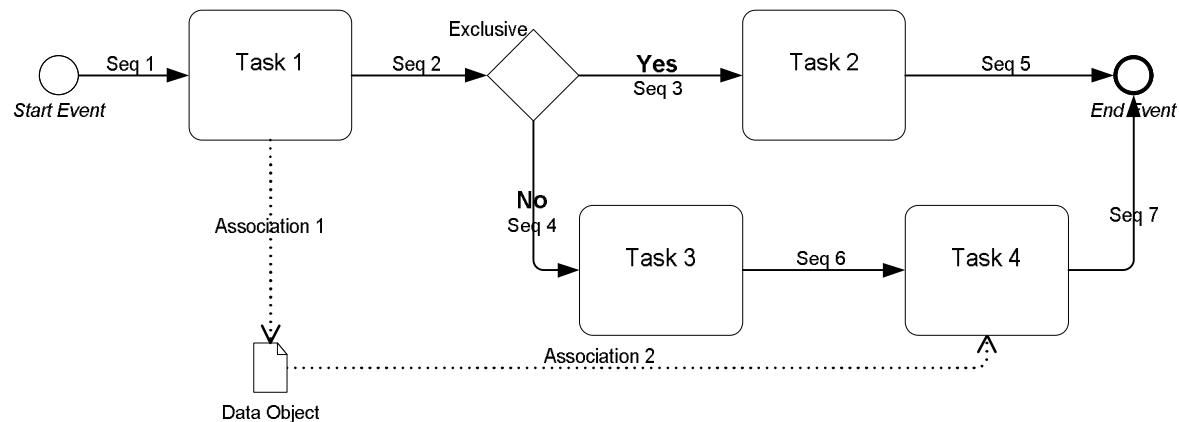 Exclusive
Task 1
Task 2
Seq 1
Seq 2
Yes
Seq 3
Seq 5
Start Event
End Event
No
Seq 4
Association 1
Seq 7
Task 3
Seq 6
Task 4
Association 2
Data Object